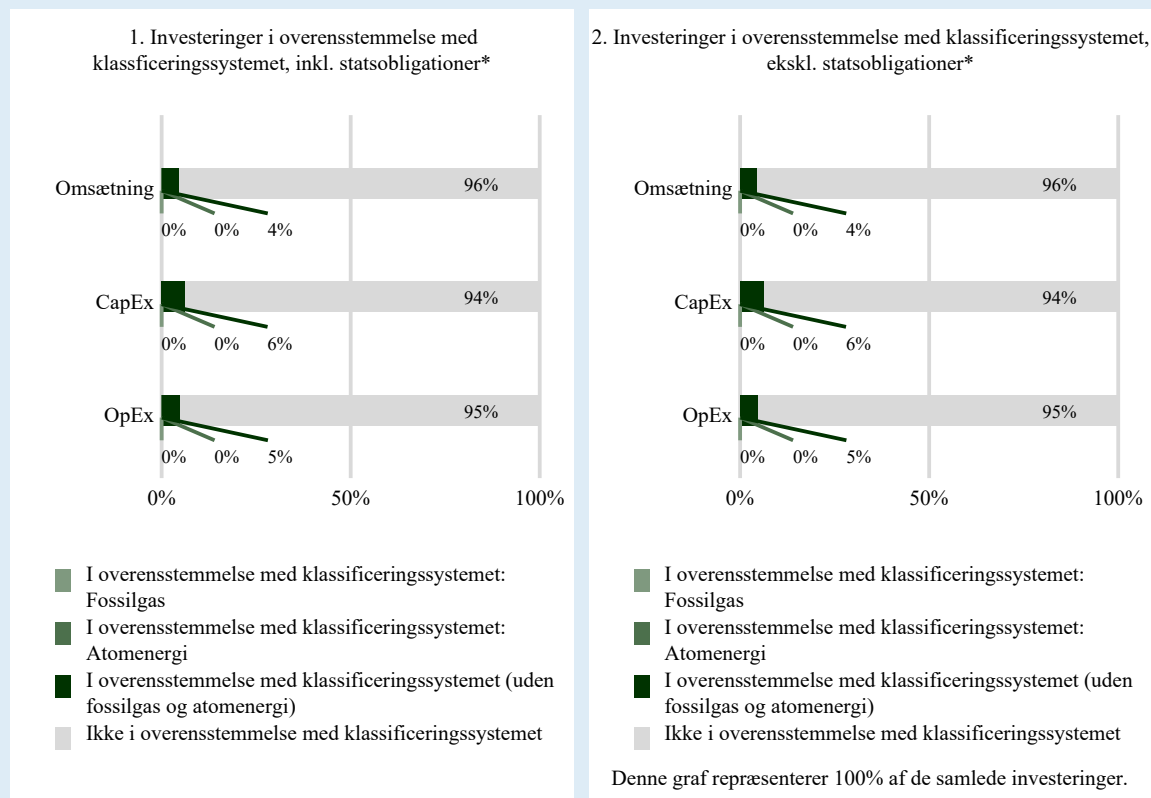 1. Investeringer i overensstemmelse med
klassficeringssystemet, inkl. statsobligationer*
Omsætning
96%
0% 0% 4%
CapEx
94%
0% 0% 6%
OpEx
95%
0% 0% 5%
0% 50% 100%
I overensstemmelse med klassificeringssystemet:
Fossilgas
I overensstemmelse med klassificeringssystemet:
Atomenergi
I overensstemmelse med klassificeringssystemet (uden
fossilgas og atomenergi)
Ikke i overensstemmelse med klassificeringssystemet
2. Investeringer i overensstemmelse med klassificeringssystemet,
ekskl. statsobligationer*
Omsætning
96%
0% 0% 4%
CapEx
94%
0% 0% 6%
OpEx
95%
0% 0% 5%
0% 50% 100%
I overensstemmelse med klassificeringssystemet:
Fossilgas
I overensstemmelse med klassificeringssystemet:
Atomenergi
I overensstemmelse med klassificeringssystemet (uden
fossilgas og atomenergi)
Ikke i overensstemmelse med klassificeringssystemet
Denne graf repræsenterer 100% af de samlede investeringer.